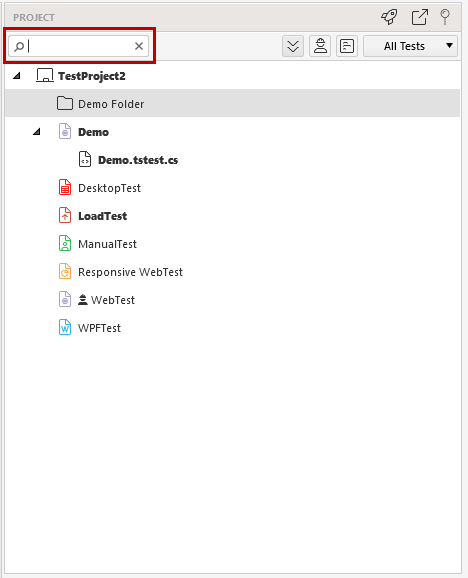 PROJECT
All Tests
TestProject2
Demo Folder
Demo
Demo.tstest.cs
DesktopTest
LoadTest
ManualTest
Responsive WebTest
WebTest
WPFTest